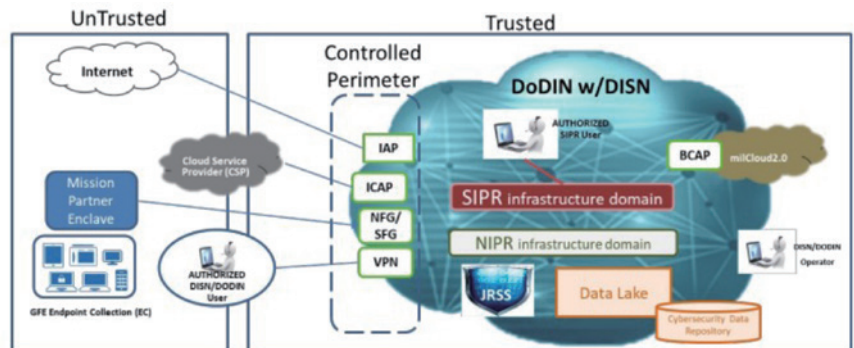 UnTrusted
Trusted
Internet
Cloud Service
Provider (CSP)
Mission
Partner
Enclave
GFE Endpoint Collection (EC)
AUTHORIZED
DISN/DODIN
User
Controlled
Perimeter
IAP
ICAP
NFG/
SFG
VPN
DoDIN w/DISN
AUTHORIZED
SIPR User
BCAP
milCloud2.0
SIPR infrastructure domain
NIPR infrastructure domain
DISN/DODIN
Operator
JRSS
Data Lake
Cybersecurity Data
Repository